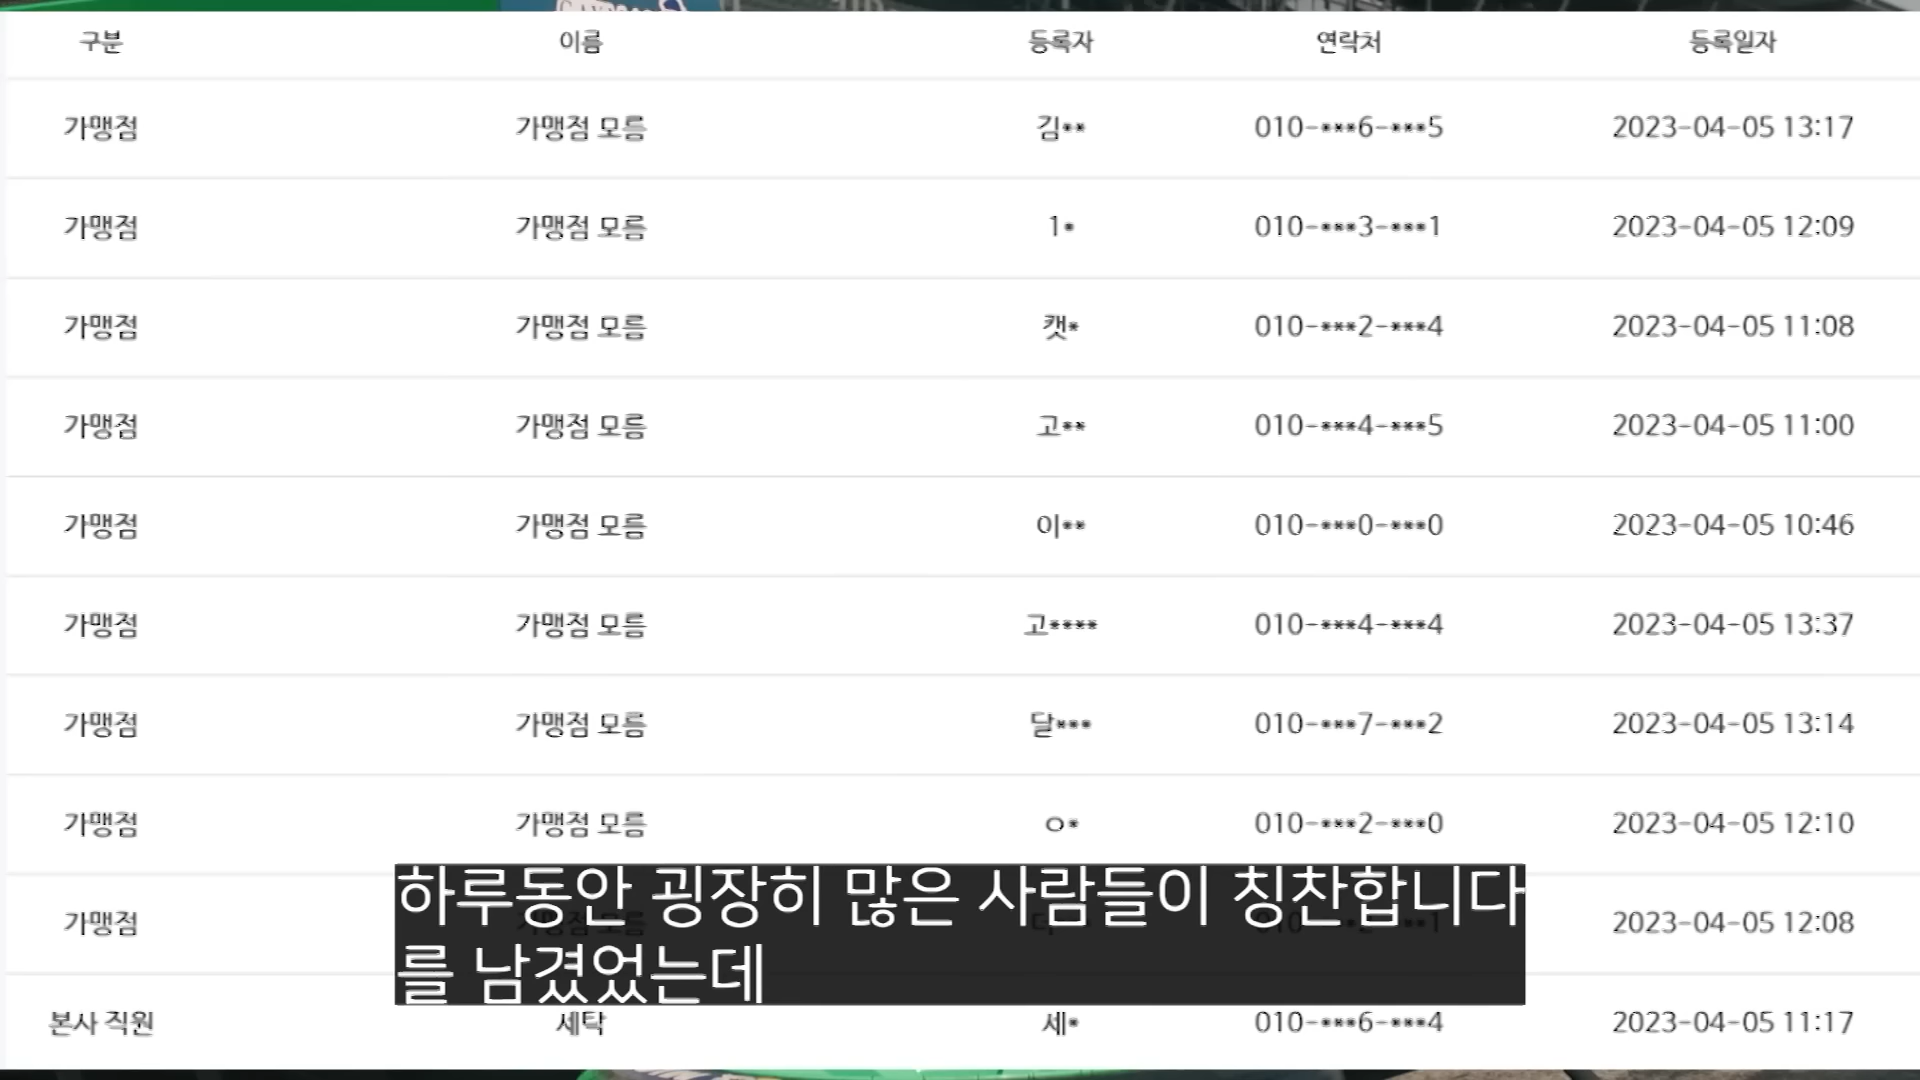 구분 이름 등록자 연락처 등록일자
가맹점 가맹점 모름 김** 010-***6-***5 2023-04-05 13:17
가맹점 가맹점 모름 1* 010-***3-***1 2023-04-05 12:09
가맹점 가맹점 모름 캣* 010-***2-***4 2023-04-05 11:08
가맹점 가맹점 모름 고** 010-***4-***5 2023-04-05 11:00
가맹점 가맹점 모름 이** 010-***0-***0 2023-04-05 10:46
가맹점 가맹점 모름 고**** 010-***4-***4 2023-04-05 13:37
가맹점 가맹점 모름 달*** 010-***7-***2 2023-04-05 13:14
가맹점 가맹점 모름 ㅇ* 010-***2-***0 2023-04-05 12:10
가맹점 2023-04-05 12:08
하루동안 굉장히 많은 사람들이 칭찬합니다
를 남겼었는데
본사 직원 세탁 세* 010-***6-***4 2023-04-05 11:17